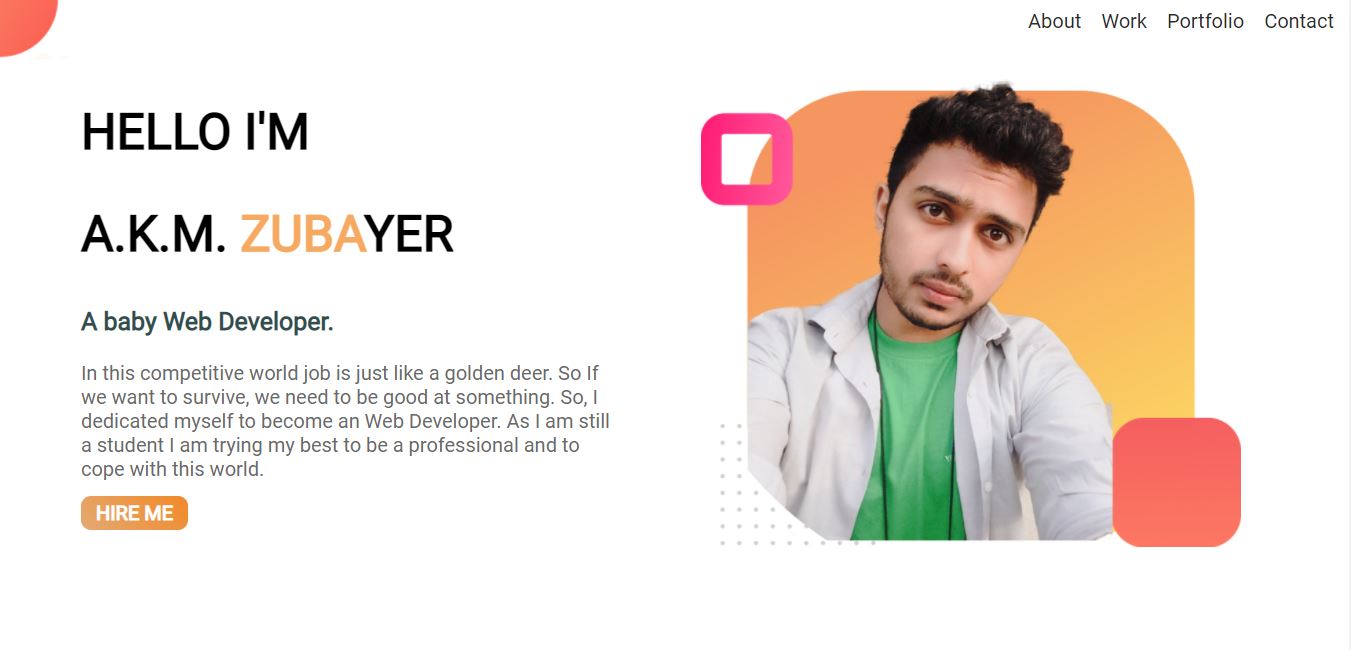 About Work Portfolio Contact
HELLO I'M
A.K.M. ZUBAYER
A baby Web Developer.
In this competitive world job is just like a golden deer. So If
we want to survive, we need to be good at something. So, I
dedicated myself to become an Web Developer. As I am still
a student I am trying my best to be a professional and to
cope with this world.
HIRE ME